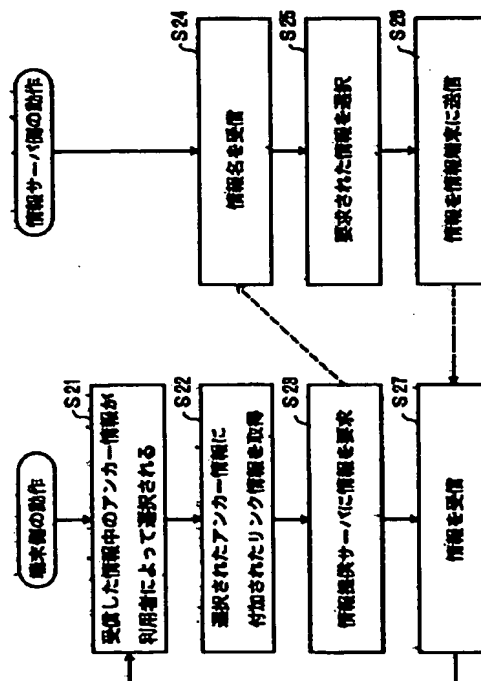 端末側の動作
S21
受信した情報中のアンカー情報が
利用者によって選択される
S22
選択されたアンカー情報に
付加されたリンク情報を取得
S28
情報提供サーバに情報を要求
S27
情報を受信
情報サーバ側の動作
S24
情報名を受信
S25
要求された情報を選択
S26
情報を情報端末に送信